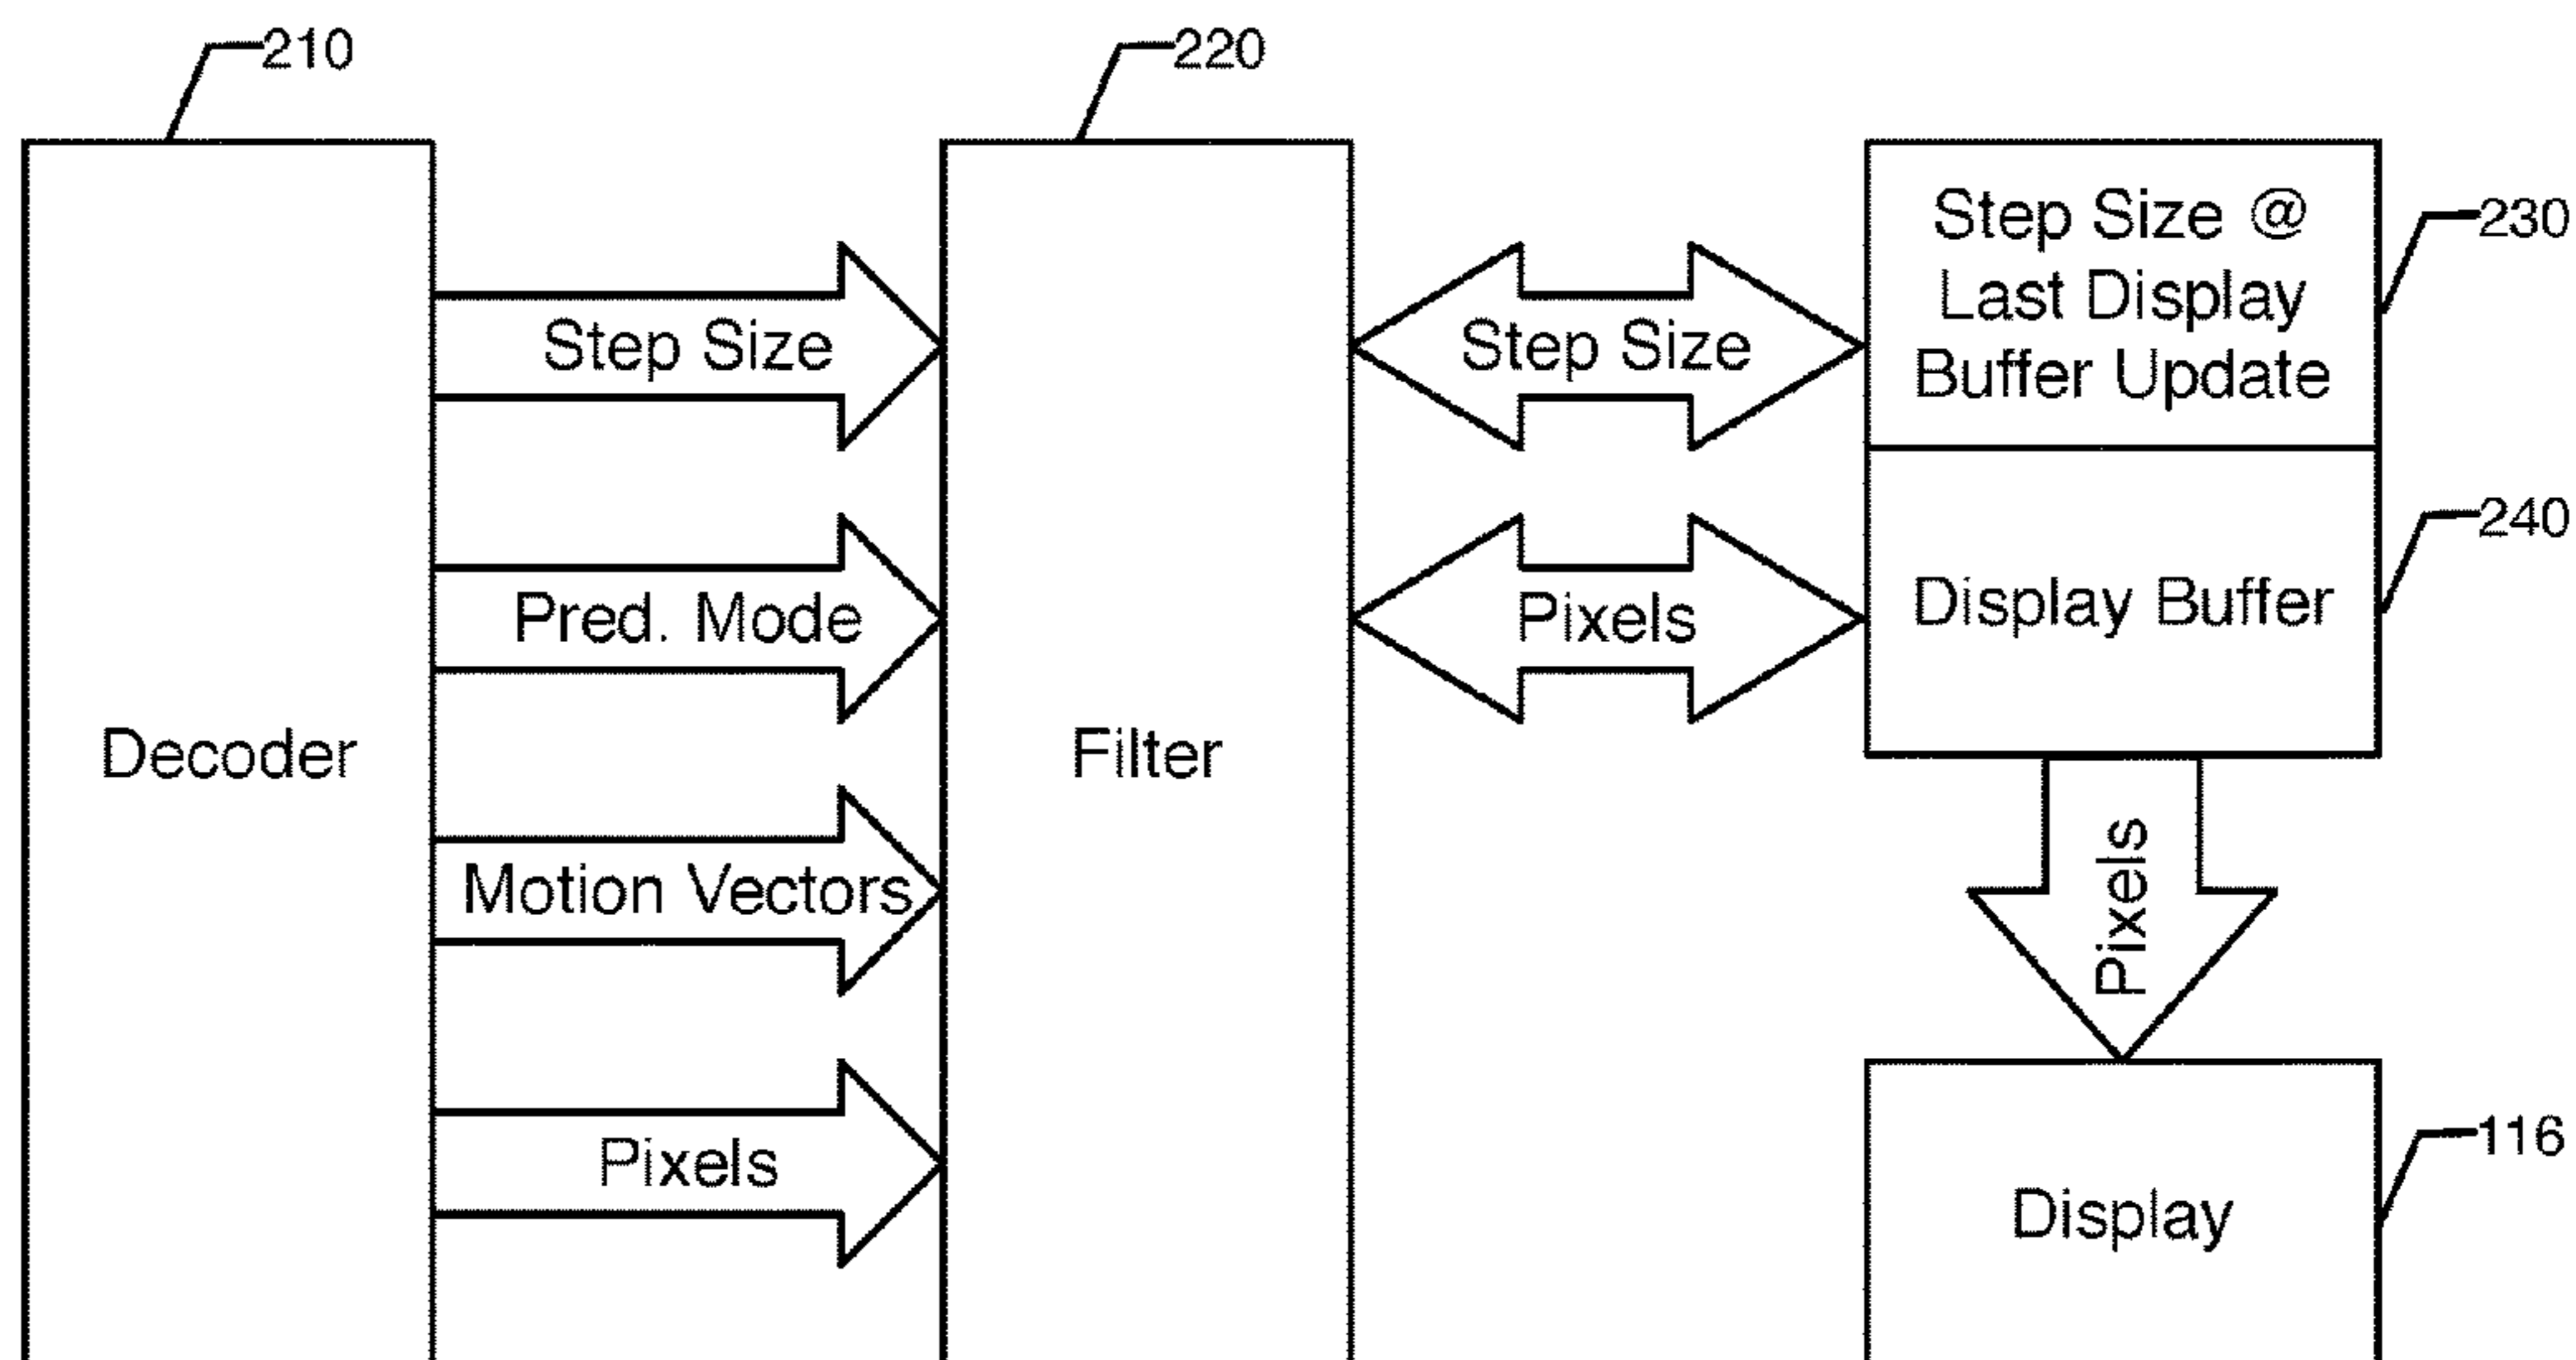 210
220
230
240
116
Decoder
Step Size
Pred. Mode
Motion Vectors
Pixels
Filter
Step Size
Pixels
Step Size @
Last Display
Buffer Update
Display Buffer
Pixels
Display